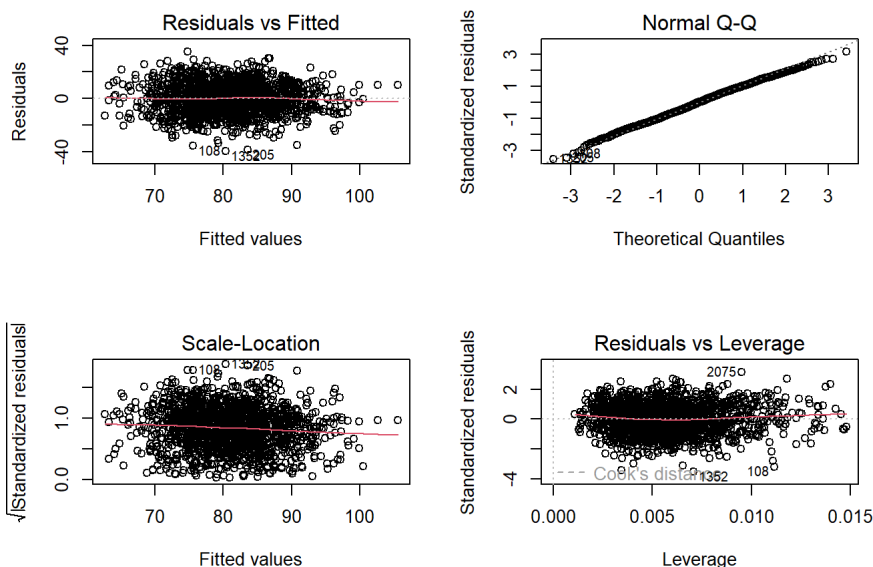 Residuals vs Fitted
Residuals
40
0
-40
108
1352
205
70 80 90 100
Fitted values
Normal Q-Q
Standardized residuals
3
1
-1
-3
-3 -2 -1 0 1 2 3
Theoretical Quantiles
Scale-Location
√|Standardized residuals|
1.0
0.0
108
1352
205
70 80 90 100
Fitted values
Residuals vs Leverage
Standardized residuals
2
0
-4
2075
Cook's distance
1352
108
0.000 0.005 0.010 0.015
Leverage